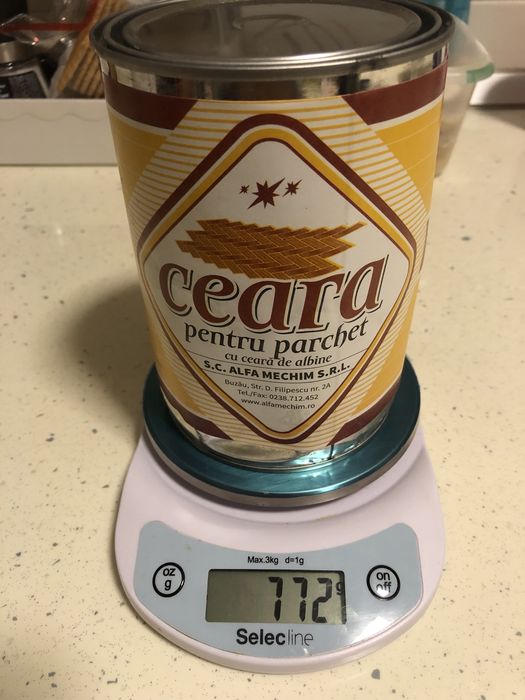 ceara
pentru parchet
cu ceară de albine
S.C. ALFA MECHIM S.R.L.
Buzău, Str. D. Filipescu nr. 2A
Tel./Fax: 0238.712.452
www.alfamechim.ro
Max.3kg d=1g
oz
g
772g
on
off
Selecline